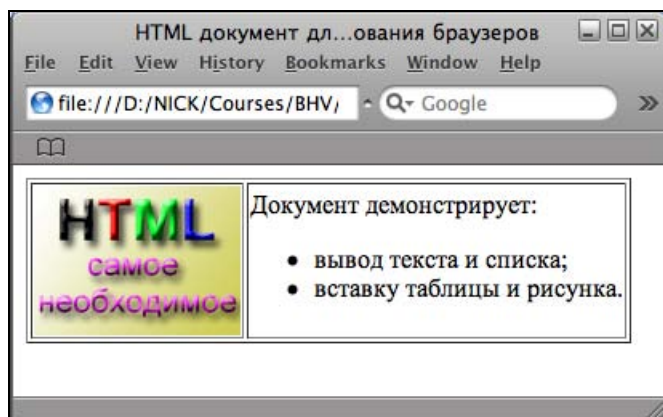 HTML документ дл...ования браузеров
File Edit View History Bookmarks Window Help
file:///D:/NICK/Courses/BHV/ Google
HTML
самое
необходимое
Документ демонстрирует:
• вывод текста и списка;
• вставку таблицы и рисунка.